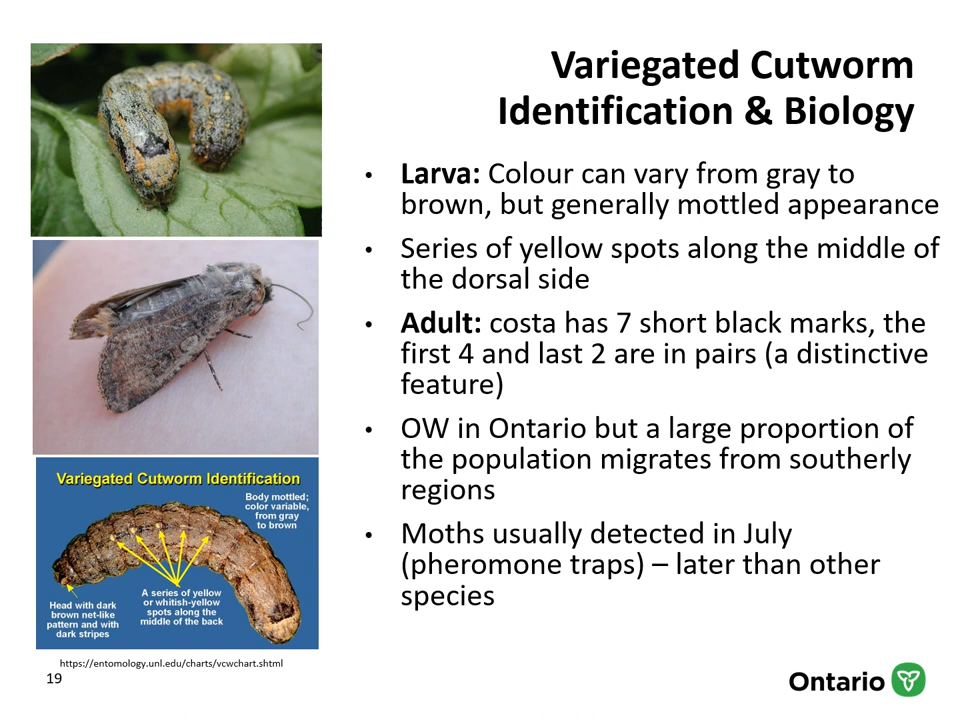 Variegated Cutworm
Identification & Biology
• Larva: Colour can vary from gray to
brown, but generally mottled appearance
• Series of yellow spots along the middle of
the dorsal side
• Adult: costa has 7 short black marks, the
first 4 and last 2 are in pairs (a distinctive
feature)
• OW in Ontario but a large proportion of
the population migrates from southerly
regions
• Moths usually detected in July
(pheromone traps) – later than other
species
Variegated Cutworm Identification
Body mottled;
color variable,
from gray
to brown
Head with dark
brown net-like
pattern and with
dark stripes
A series of yellow
or whitish-yellow
spots along the
middle of the back
https://entomology.unl.edu/charts/vcwchart.shtml
19
Ontario